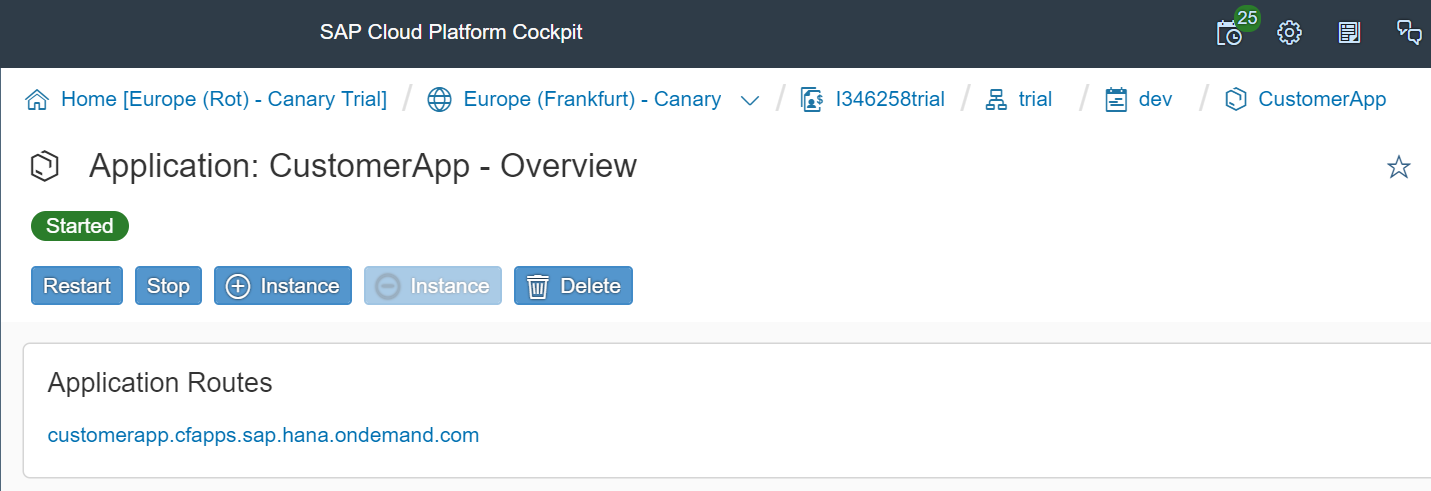 SAP Cloud Platform Cockpit 25
Home [Europe (Rot) - Canary Trial] / Europe (Frankfurt) - Canary / I346258trial / trial / dev / CustomerApp
Application: CustomerApp - Overview
Started
Restart Stop Instance Instance Delete
Application Routes
customerapp.cfapps.sap.hana.ondemand.com